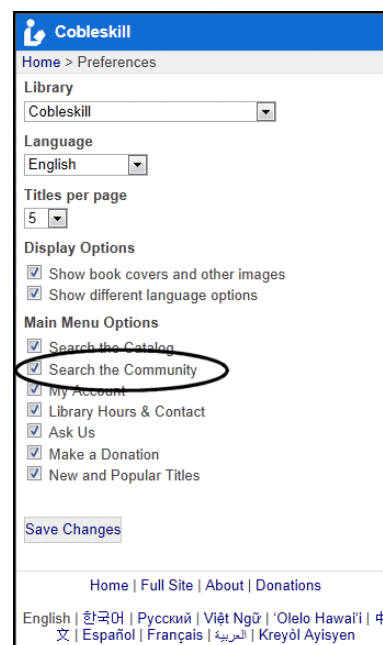 Cobleskill
Home > Preferences
Library
Cobleskill
Language
English
Titles per page
5
Display Options
Show book covers and other images
Show different language options
Main Menu Options
Search the Catalog
Search the Community
My Account
Library Hours & Contact
Ask Us
Make a Donation
New and Popular Titles
Save Changes
Home | Full Site | About | Donations
English | 한국어 | Русский | Việt Ngữ | 'Olelo Hawai'i | 中
文 | Español | Français | العربية | Kreyòl Ayisyen